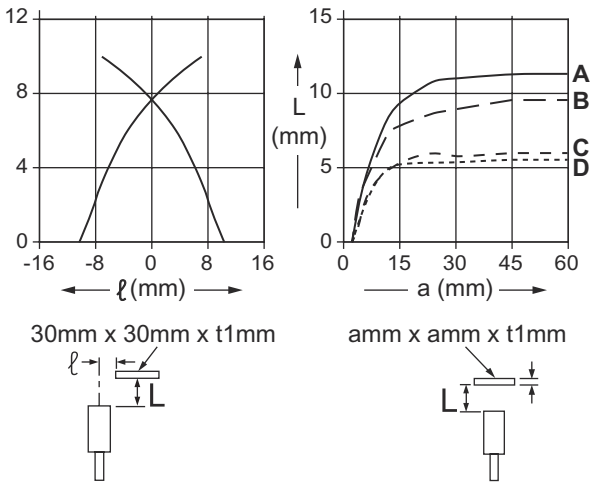 12
8
4
0
-16 -8 0 8 16
ℓ (mm)
L
(mm)
15
10
5
0
0 15 30 45 60
a (mm)
A
B
C
D
30mm x 30mm x t1mm
ℓ
L
amm x amm x t1mm
L